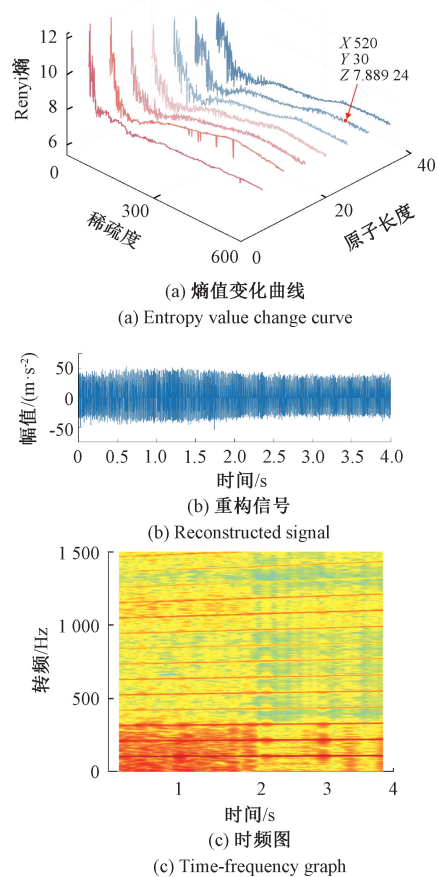 12
10
8
6
Renyi熵
X 520
Y 30
Z 7.889 24
0
300
600
稀疏度
0
20
40
原子长度
(a) 熵值变化曲线
(a) Entropy value change curve
50
0
-50
幅值/(m·s⁻²)
0 0.5 1.0 1.5 2.0 2.5 3.0 3.5 4.0
时间/s
(b) 重构信号
(b) Reconstructed signal
1 500
1 000
500
0
转频/Hz
1 2 3 4
时间/s
(c) 时频图
(c) Time-frequency graph